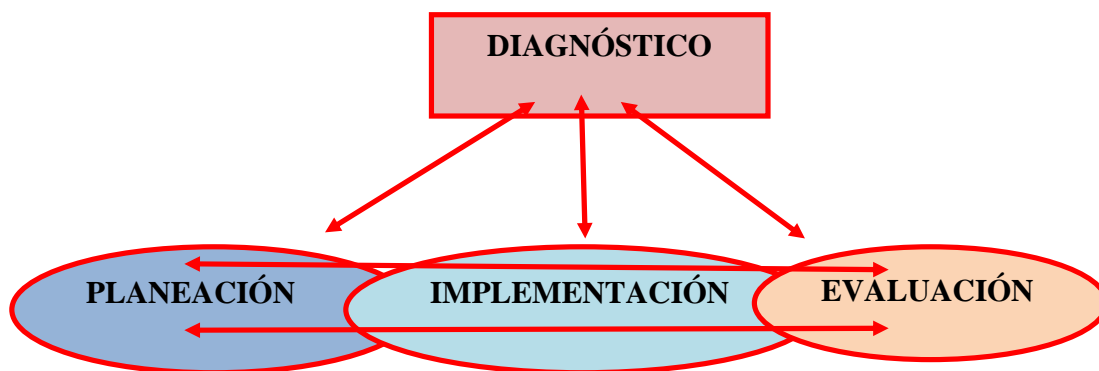 DIAGNÓSTICO
PLANEACIÓN
IMPLEMENTACIÓN
EVALUACIÓN